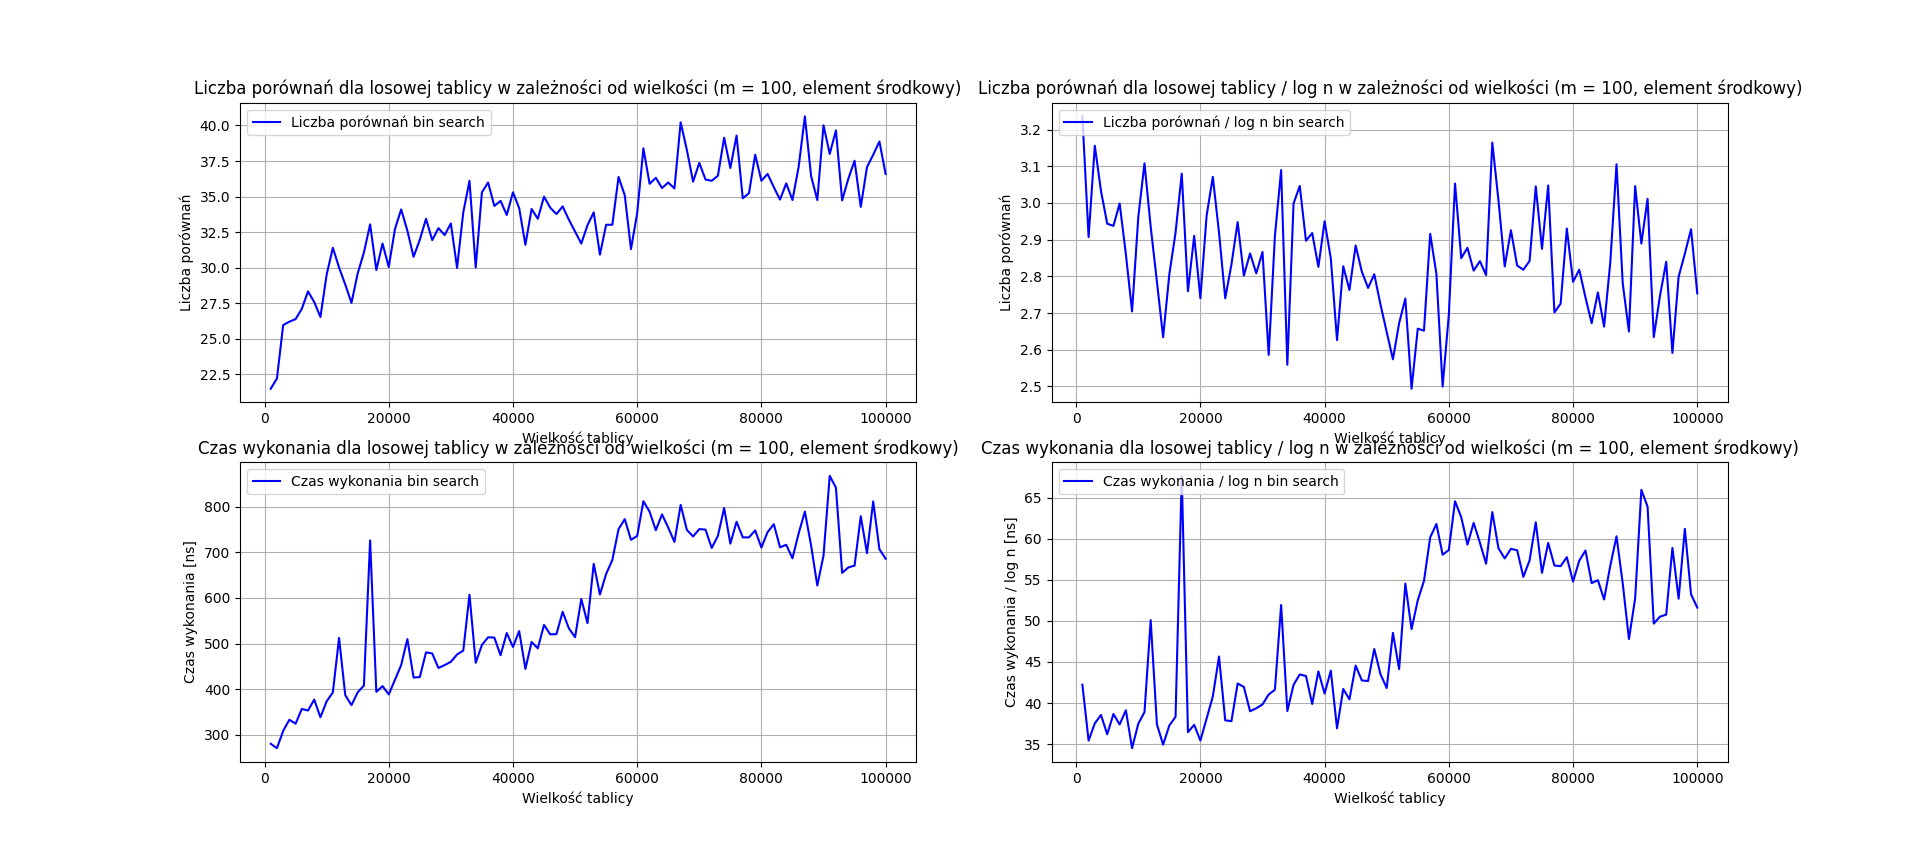 Liczba porównań dla losowej tablicy w zależności od wielkości (m = 100, element środkowy)
Liczba porównań bin search
Liczba porównań
40.0
37.5
35.0
32.5
30.0
27.5
25.0
22.5
0 20000 40000 60000 80000 100000
Wielkość tablicy
Liczba porównań dla losowej tablicy / log n w zależności od wielkości (m = 100, element środkowy)
Liczba porównań / log n bin search
Liczba porównań
3.2
3.1
3.0
2.9
2.8
2.7
2.6
2.5
0 20000 40000 60000 80000 100000
Wielkość tablicy
Czas wykonania dla losowej tablicy w zależności od wielkości (m = 100, element środkowy)
Czas wykonania bin search
Czas wykonania [ns]
800
700
600
500
400
300
0 20000 40000 60000 80000 100000
Wielkość tablicy
Czas wykonania dla losowej tablicy / log n w zależności od wielkości (m = 100, element środkowy)
Czas wykonania / log n bin search
Czas wykonania / log n [ns]
65
60
55
50
45
40
35
0 20000 40000 60000 80000 100000
Wielkość tablicy